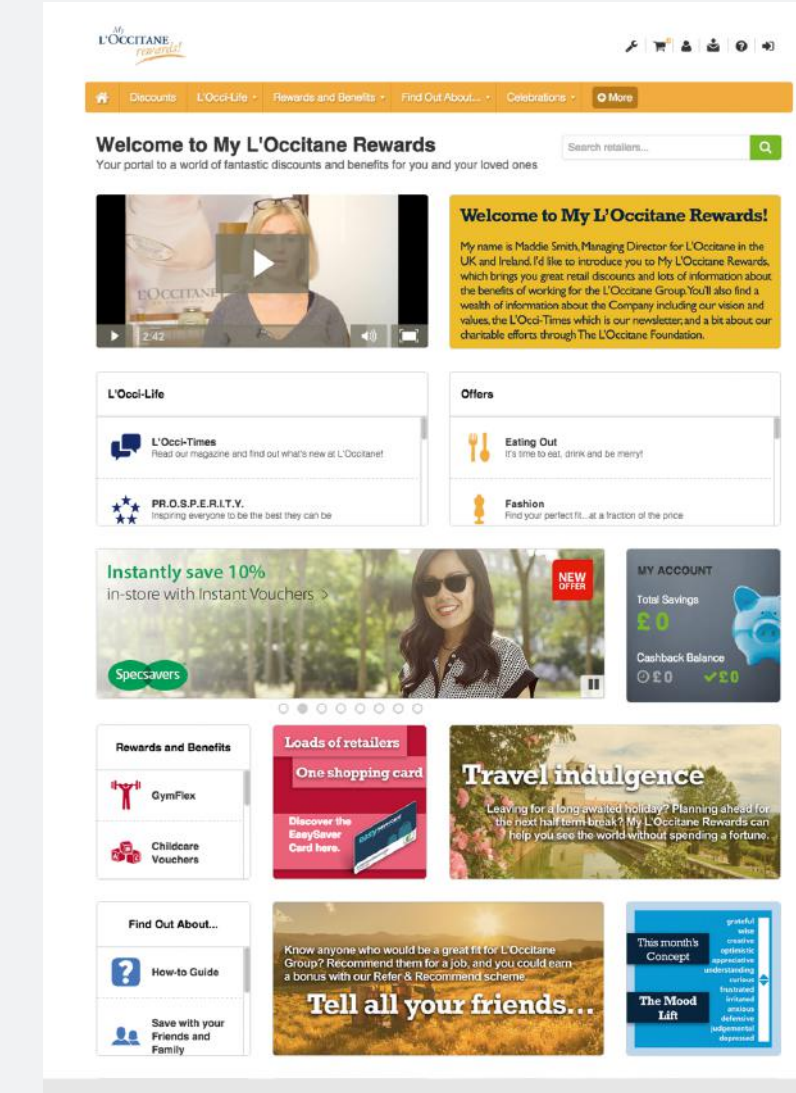 My
L'OCCITANE
rewards!
0
Discounts
L'Occi-Life
Rewards and Benefits
Find Out About...
Celebrations
More
Welcome to My L'Occitane Rewards
Your portal to a world of fantastic discounts and benefits for you and your loved ones
Search retailers...
L'OCCITANE
2:42
Welcome to My L'Occitane Rewards!
My name is Maddie Smith, Managing Director for L'Occitane in the
UK and Ireland. I'd like to introduce you to My L'Occitane Rewards,
which brings you great retail discounts and lots of information about
the benefits of working for the L'Occitane Group. You'll also find a
wealth of information about the Company including our vision and
values, the L'Occi-Times which is our newsletter, and a bit about our
charitable efforts through The L'Occitane Foundation.
L'Occi-Life
L'Occi-Times
Read our magazine and find out what's new at L'Occitane!
P.R.O.S.P.E.R.I.T.Y.
Inspiring everyone to be the best they can be
Offers
Eating Out
It's time to eat, drink and be merry!
Fashion
Find your perfect fit...at a fraction of the price
Instantly save 10%
in-store with Instant Vouchers >
NEW
OFFER
Specsavers
MY ACCOUNT
Total Savings
£0
Cashback Balance
£0 £0
Rewards and Benefits
GymFlex
Childcare
Vouchers
Loads of retailers
One shopping card
Discover the
EasySaver
Card here.
Travel indulgence
Leaving for a long awaited holiday? Planning ahead for
the next half term break? My L'Occitane Rewards can
help you see the world without spending a fortune.
Find Out About...
How-to Guide
Save with your
Friends and
Family
Know anyone who would be a great fit for L'Occitane
Group? Recommend them for a job, and you could earn
a bonus with our Refer & Recommend scheme.
Tell all your friends...
This month's
Concept
The Mood
Lift
grateful
wise
creative
optimistic
appreciative
understanding
curious
frustrated
irritated
anxious
defensive
judgemental
depressed